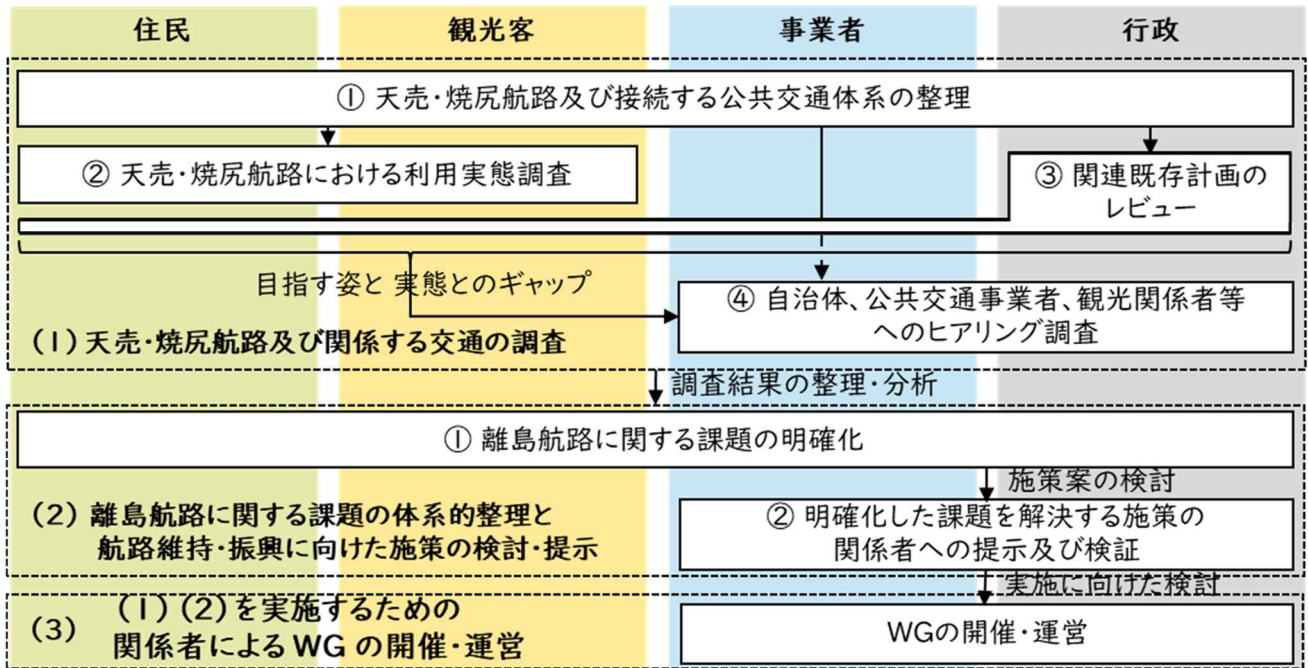 住民
観光客
事業者
行政
① 天売・焼尻航路及び接続する公共交通体系の整理
② 天売・焼尻航路における利用実態調査
③ 関連既存計画の
レビュー
目指す姿と 実態とのギャップ
④ 自治体、公共交通事業者、観光関係者等
へのヒアリング調査
(1)天売・焼尻航路及び関係する交通の調査
調査結果の整理・分析
① 離島航路に関する課題の明確化
施策案の検討
(2) 離島航路に関する課題の体系的整理と
航路維持・振興に向けた施策の検討・提示
② 明確化した課題を解決する施策の
関係者への提示及び検証
実施に向けた検討
(3)
(1)(2)を実施するための
関係者によるWG の開催・運営
WGの開催・運営